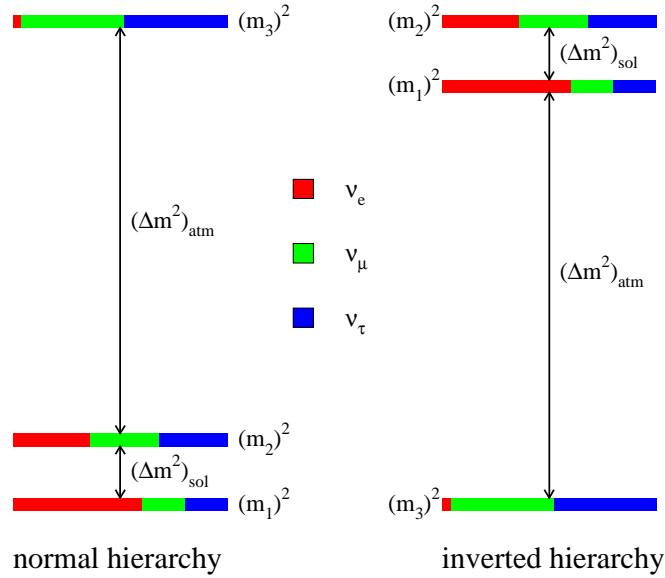 (m₃)²
(m₂)²
(Δm²)sol
(m₁)²
νe
(Δm²)atm
νμ
(Δm²)atm
ντ
(m₂)²
(Δm²)sol
(m₁)²
(m₃)²
normal hierarchy
inverted hierarchy